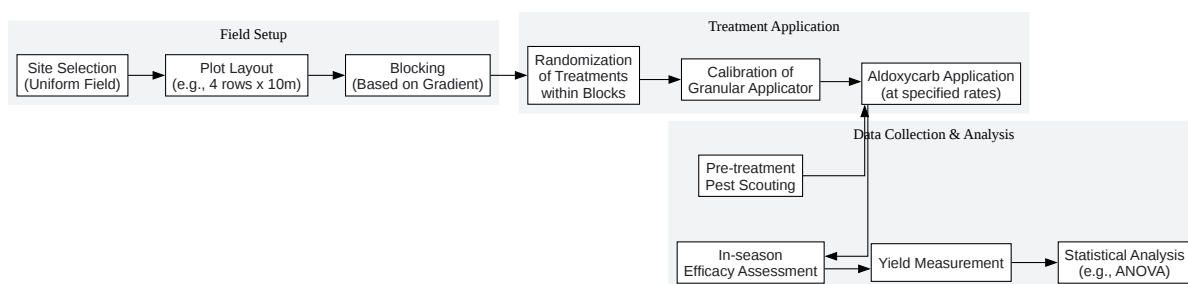 Field Setup
Site Selection
(Uniform Field)
Plot Layout
(e.g., 4 rows x 10m)
Blocking
(Based on Gradient)
Treatment Application
Randomization
of Treatments
within Blocks
Calibration of
Granular Applicator
Aldoxycarb Application
(at specified rates)
Data Collection & Analysis
Pre-treatment
Pest Scouting
In-season
Efficacy Assessment
Yield Measurement
Statistical Analysis
(e.g., ANOVA)